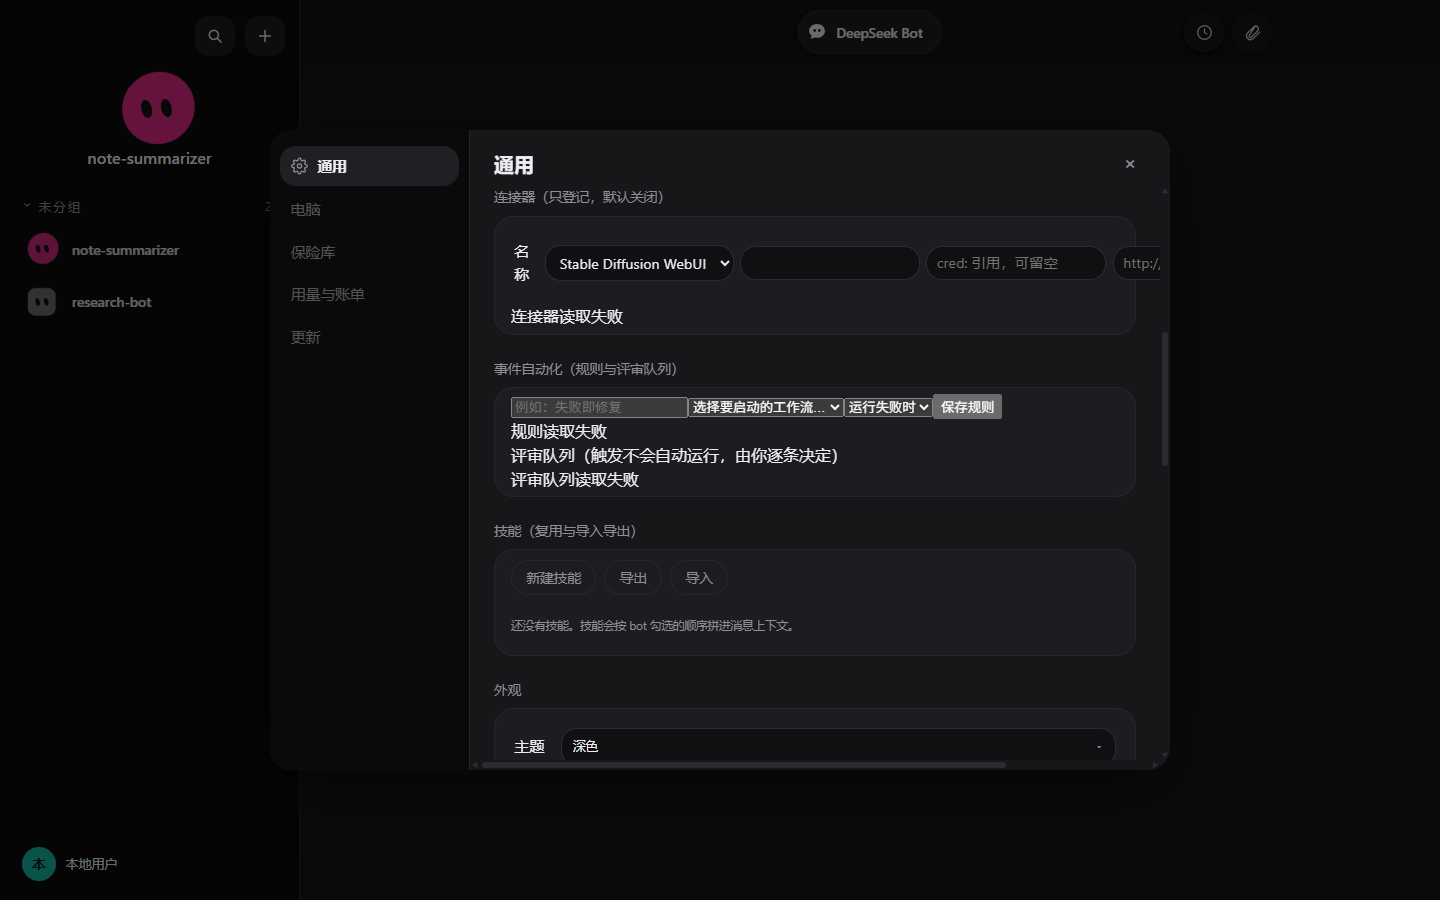 DeepSeek Bot
note-summarizer
未分组
2
note-summarizer
research-bot
本 本地用户
通用
电脑
保险库
用量与账单
更新
通用
连接器（只登记，默认关闭）
名称
Stable Diffusion WebUI
cred: 引用，可留空
http:/
连接器读取失败
事件自动化（规则与评审队列）
例如：失败即修复 选择要启动的工作流... 运行失败时 保存规则
规则读取失败
评审队列（触发不会自动运行，由你逐条决定）
评审队列读取失败
技能（复用与导入导出）
新建技能 导出 导入
还没有技能。技能会按 bot 勾选的顺序拼进消息上下文。
外观
主题 深色